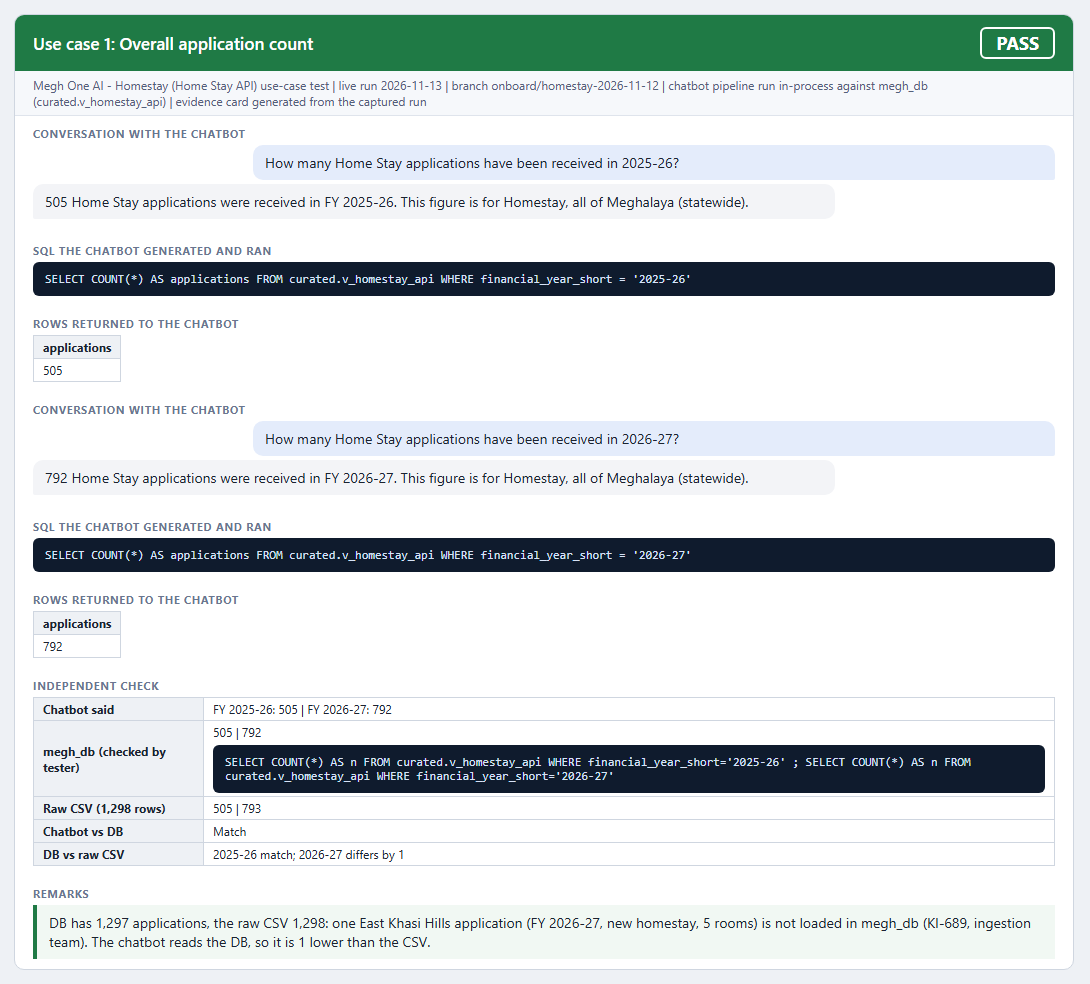 Use case 1: Overall application count
PASS
Megh One AI - Homestay (Home Stay API) use-case test | live run 2026-11-13 | branch onboard/homestay-2026-11-12 | chatbot pipeline run in-process against megh_db
(curated.v_homestay_api) | evidence card generated from the captured run
CONVERSATION WITH THE CHATBOT
How many Home Stay applications have been received in 2025-26?
505 Home Stay applications were received in FY 2025-26. This figure is for Homestay, all of Meghalaya (statewide).
SQL THE CHATBOT GENERATED AND RAN
SELECT COUNT(*) AS applications FROM curated.v_homestay_api WHERE financial_year_short = '2025-26'
ROWS RETURNED TO THE CHATBOT
applications
505
CONVERSATION WITH THE CHATBOT
How many Home Stay applications have been received in 2026-27?
792 Home Stay applications were received in FY 2026-27. This figure is for Homestay, all of Meghalaya (statewide).
SQL THE CHATBOT GENERATED AND RAN
SELECT COUNT(*) AS applications FROM curated.v_homestay_api WHERE financial_year_short = '2026-27'
ROWS RETURNED TO THE CHATBOT
applications
792
INDEPENDENT CHECK
Chatbot said
FY 2025-26: 505 | FY 2026-27: 792
megh_db (checked by
tester)
505 | 792
SELECT COUNT(*) AS n FROM curated.v_homestay_api WHERE financial_year_short='2025-26' ; SELECT COUNT(*) AS n FROM
curated.v_homestay_api WHERE financial_year_short='2026-27'
Raw CSV (1,298 rows)
505 | 793
Chatbot vs DB
Match
DB vs raw CSV
2025-26 match; 2026-27 differs by 1
REMARKS
DB has 1,297 applications, the raw CSV 1,298: one East Khasi Hills application (FY 2026-27, new homestay, 5 rooms) is not loaded in megh_db (KI-689, ingestion
team). The chatbot reads the DB, so it is 1 lower than the CSV.